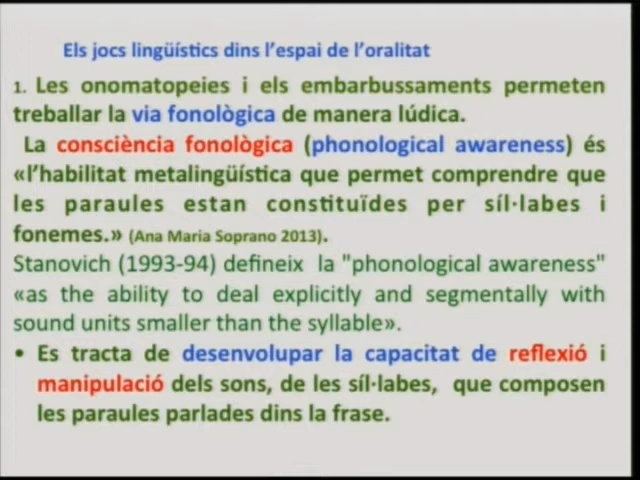 Els jocs lingüístics dins l'espai de l'oralitat
1. Les onomatopeies i els embarbussaments permeten
treballar la via fonològica de manera lúdica.
La consciència fonològica (phonological awareness) és
«l'habilitat metalingüística que permet comprendre que
les paraules estan constituïdes per síl·labes i
fonemes.» (Ana Maria Soprano 2013).
Stanovich (1993-94) defineix la "phonological awareness"
«as the ability to deal explicitly and segmentally with
sound units smaller than the syllable».
• Es tracta de desenvolupar la capacitat de reflexió i
manipulació dels sons, de les síl·labes, que composen
les paraules parlades dins la frase.